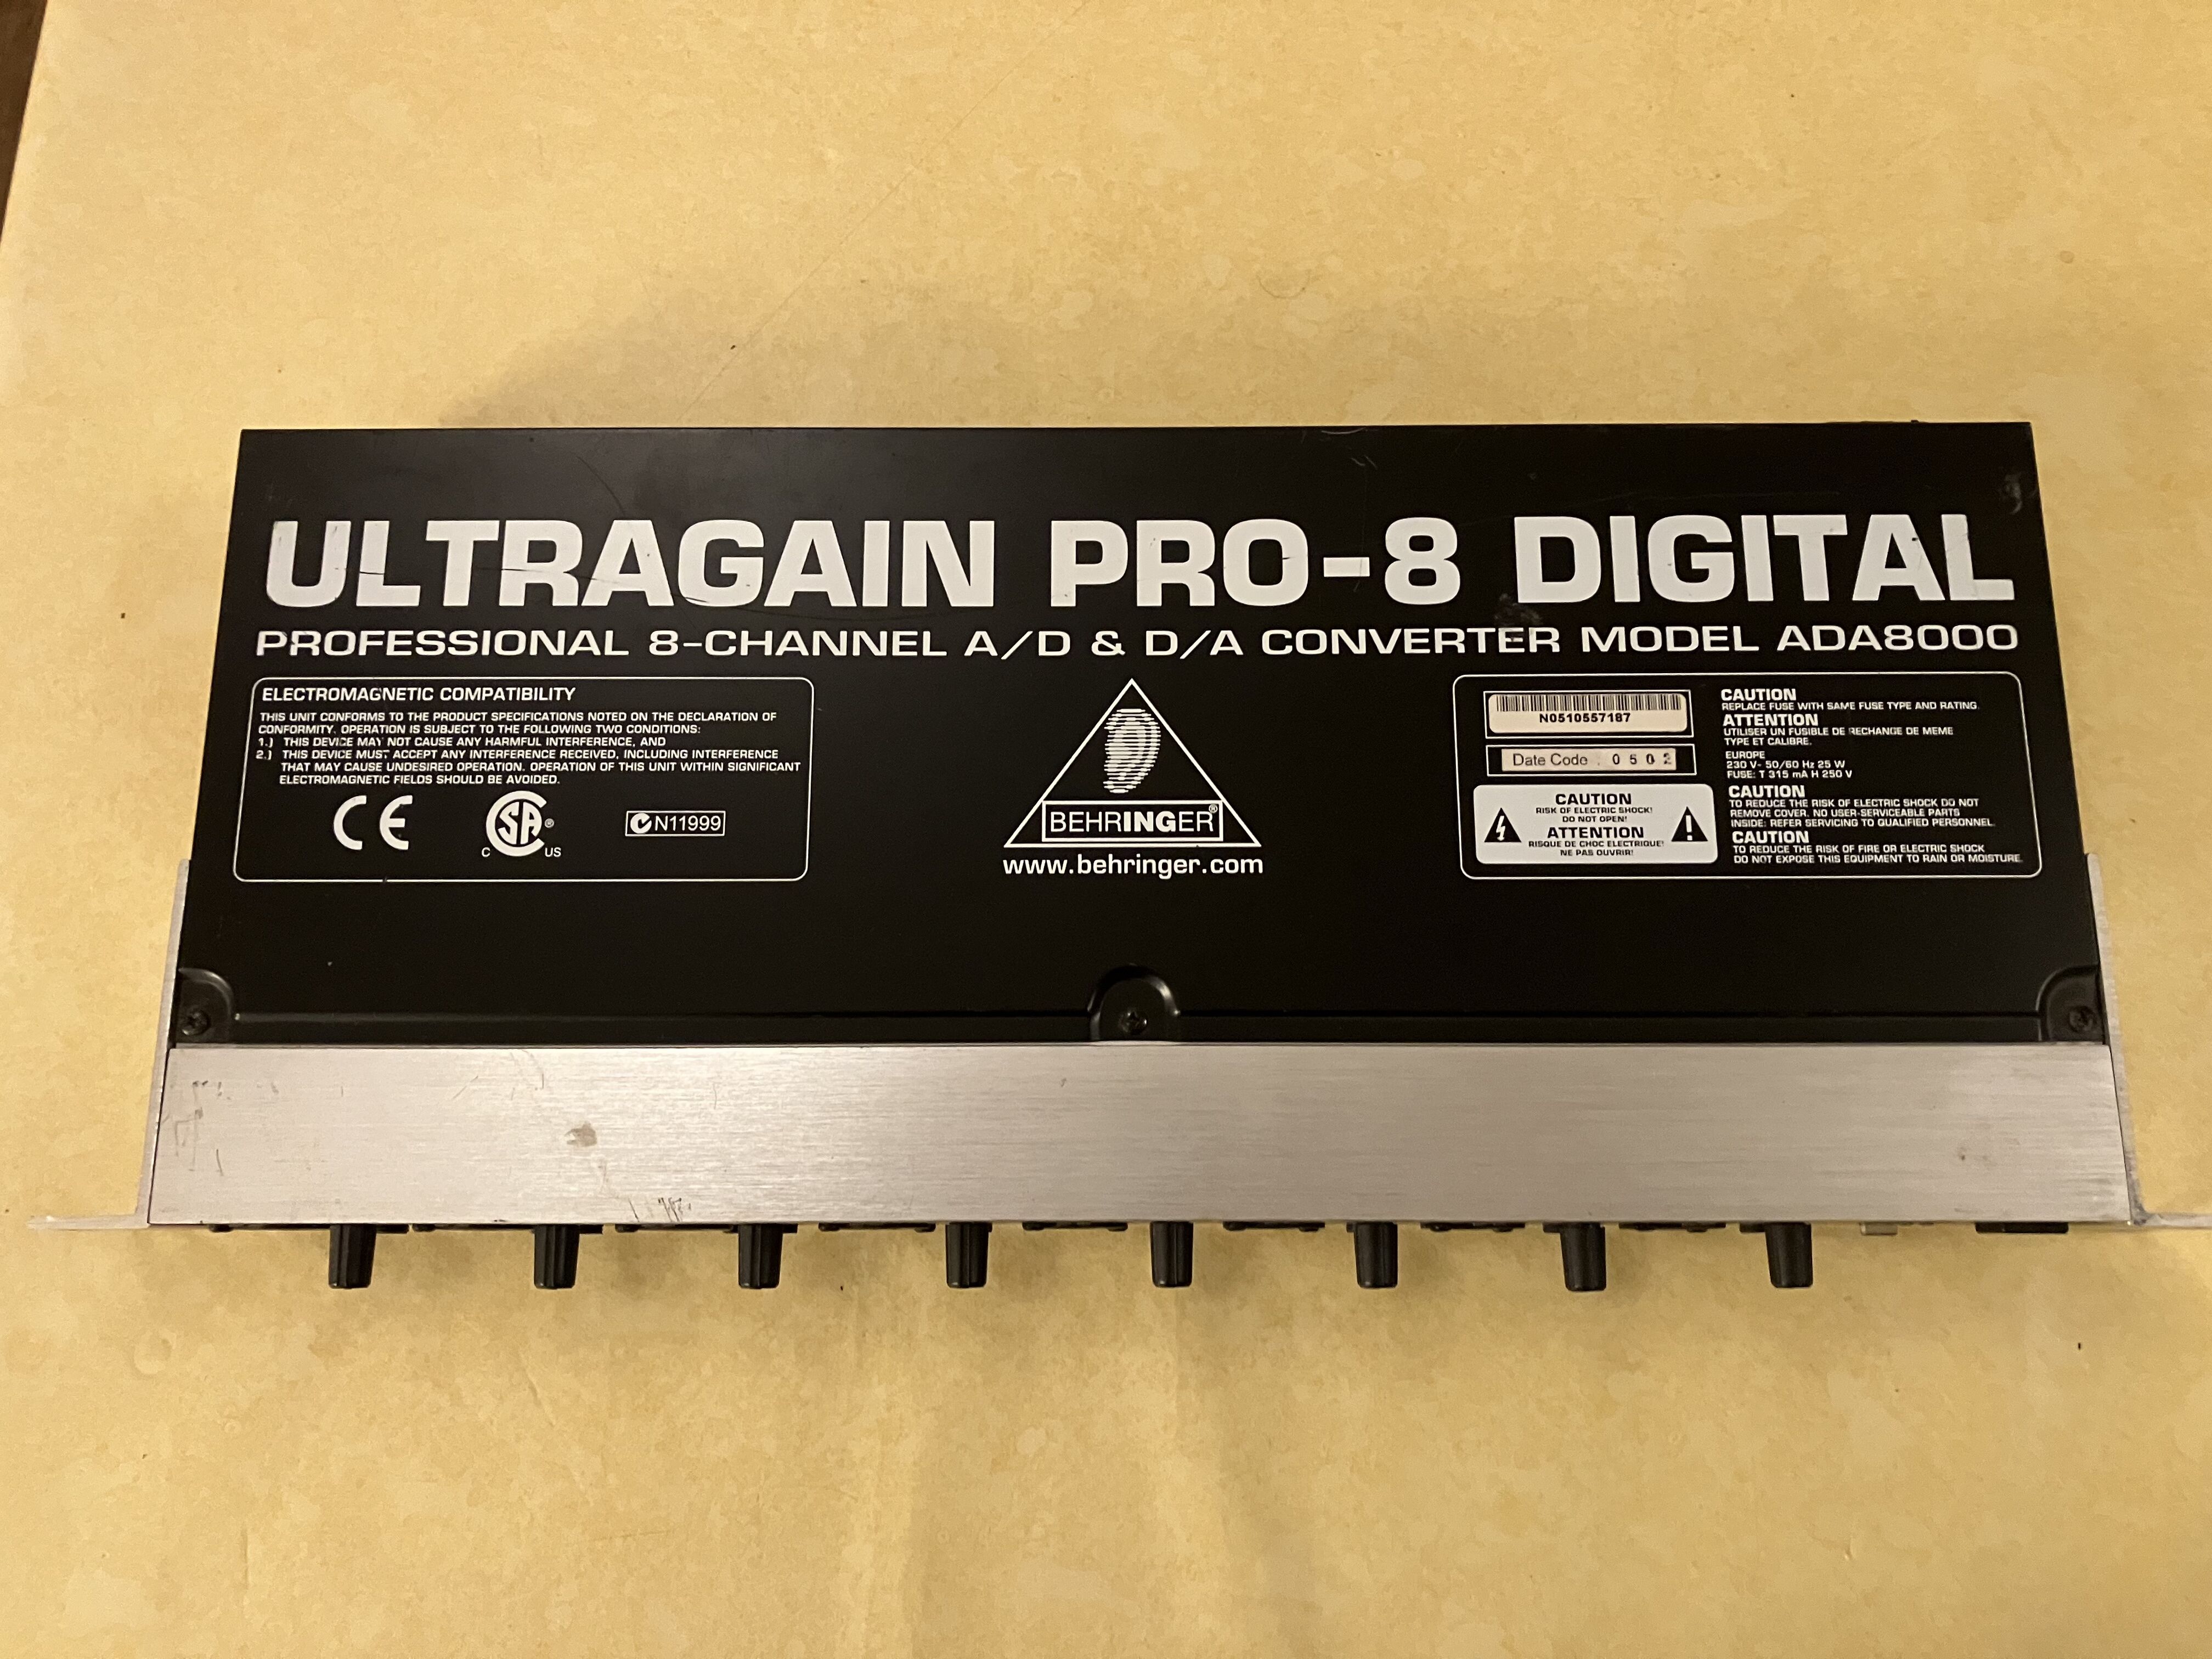 ULTRAGAIN PRO-8 DIGITAL
PROFESSIONAL 8-CHANNEL A/D & D/A CONVERTER MODEL ADA8000
ELECTROMAGNETIC COMPATIBILITY
THIS UNIT CONFORMS TO THE PRODUCT SPECIFICATIONS NOTED ON THE DECLARATION OF
CONFORMITY. OPERATION IS SUBJECT TO THE FOLLOWING TWO CONDITIONS:
1.) THIS DEVICE MAY NOT CAUSE ANY HARMFUL INTERFERENCE, AND
2.) THIS DEVICE MUST ACCEPT ANY INTERFERENCE RECEIVED, INCLUDING INTERFERENCE
THAT MAY CAUSE UNDESIRED OPERATION. OPERATION OF THIS UNIT WITHIN SIGNIFICANT
ELECTROMAGNETIC FIELDS SHOULD BE AVOIDED.
CE
C SA® US
N11999
BEHRINGER®
www.behringer.com
N0510557187
Date Code : 0 5 0 2
CAUTION
RISK OF ELECTRIC SHOCK!
DO NOT OPEN!
ATTENTION
RISQUE DE CHOC ELECTRIQUE!
NE PAS OUVRIR!
CAUTION
REPLACE FUSE WITH SAME FUSE TYPE AND RATING.
ATTENTION
UTILISER UN FUSIBLE DE RECHANGE DE MEME
TYPE ET CALIBRE.
EUROPE
230 V~ 50/60 Hz 25 W
FUSE: T 315 mA H 250 V
CAUTION
TO REDUCE THE RISK OF ELECTRIC SHOCK DO NOT
REMOVE COVER. NO USER-SERVICEABLE PARTS
INSIDE: REFER SERVICING TO QUALIFIED PERSONNEL.
CAUTION
TO REDUCE THE RISK OF FIRE OR ELECTRIC SHOCK
DO NOT EXPOSE THIS EQUIPMENT TO RAIN OR MOISTURE.